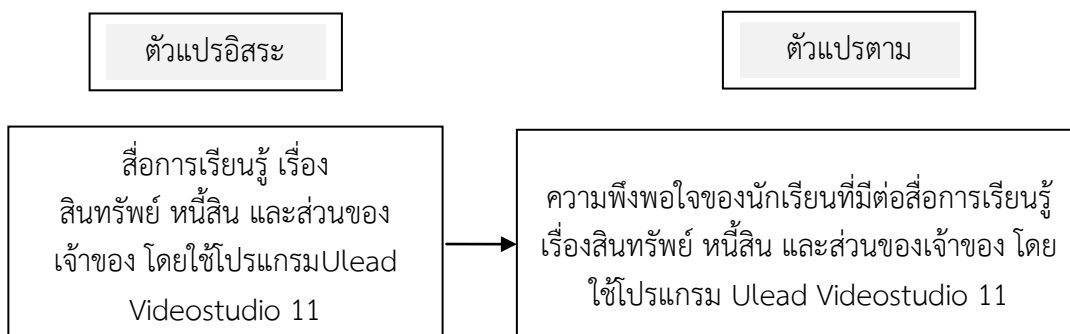 ตัวแปรอิสระ
ตัวแปรตาม
สื่อการเรียนรู้ เรื่อง
สินทรัพย์ หนี้สิน และส่วนของ
เจ้าของ โดยใช้โปรแกรมUlead
Videostudio 11
ความพึงพอใจของนักเรียนที่มีต่อสื่อการเรียนรู้
เรื่องสินทรัพย์ หนี้สิน และส่วนของเจ้าของ โดย
ใช้โปรแกรม Ulead Videostudio 11